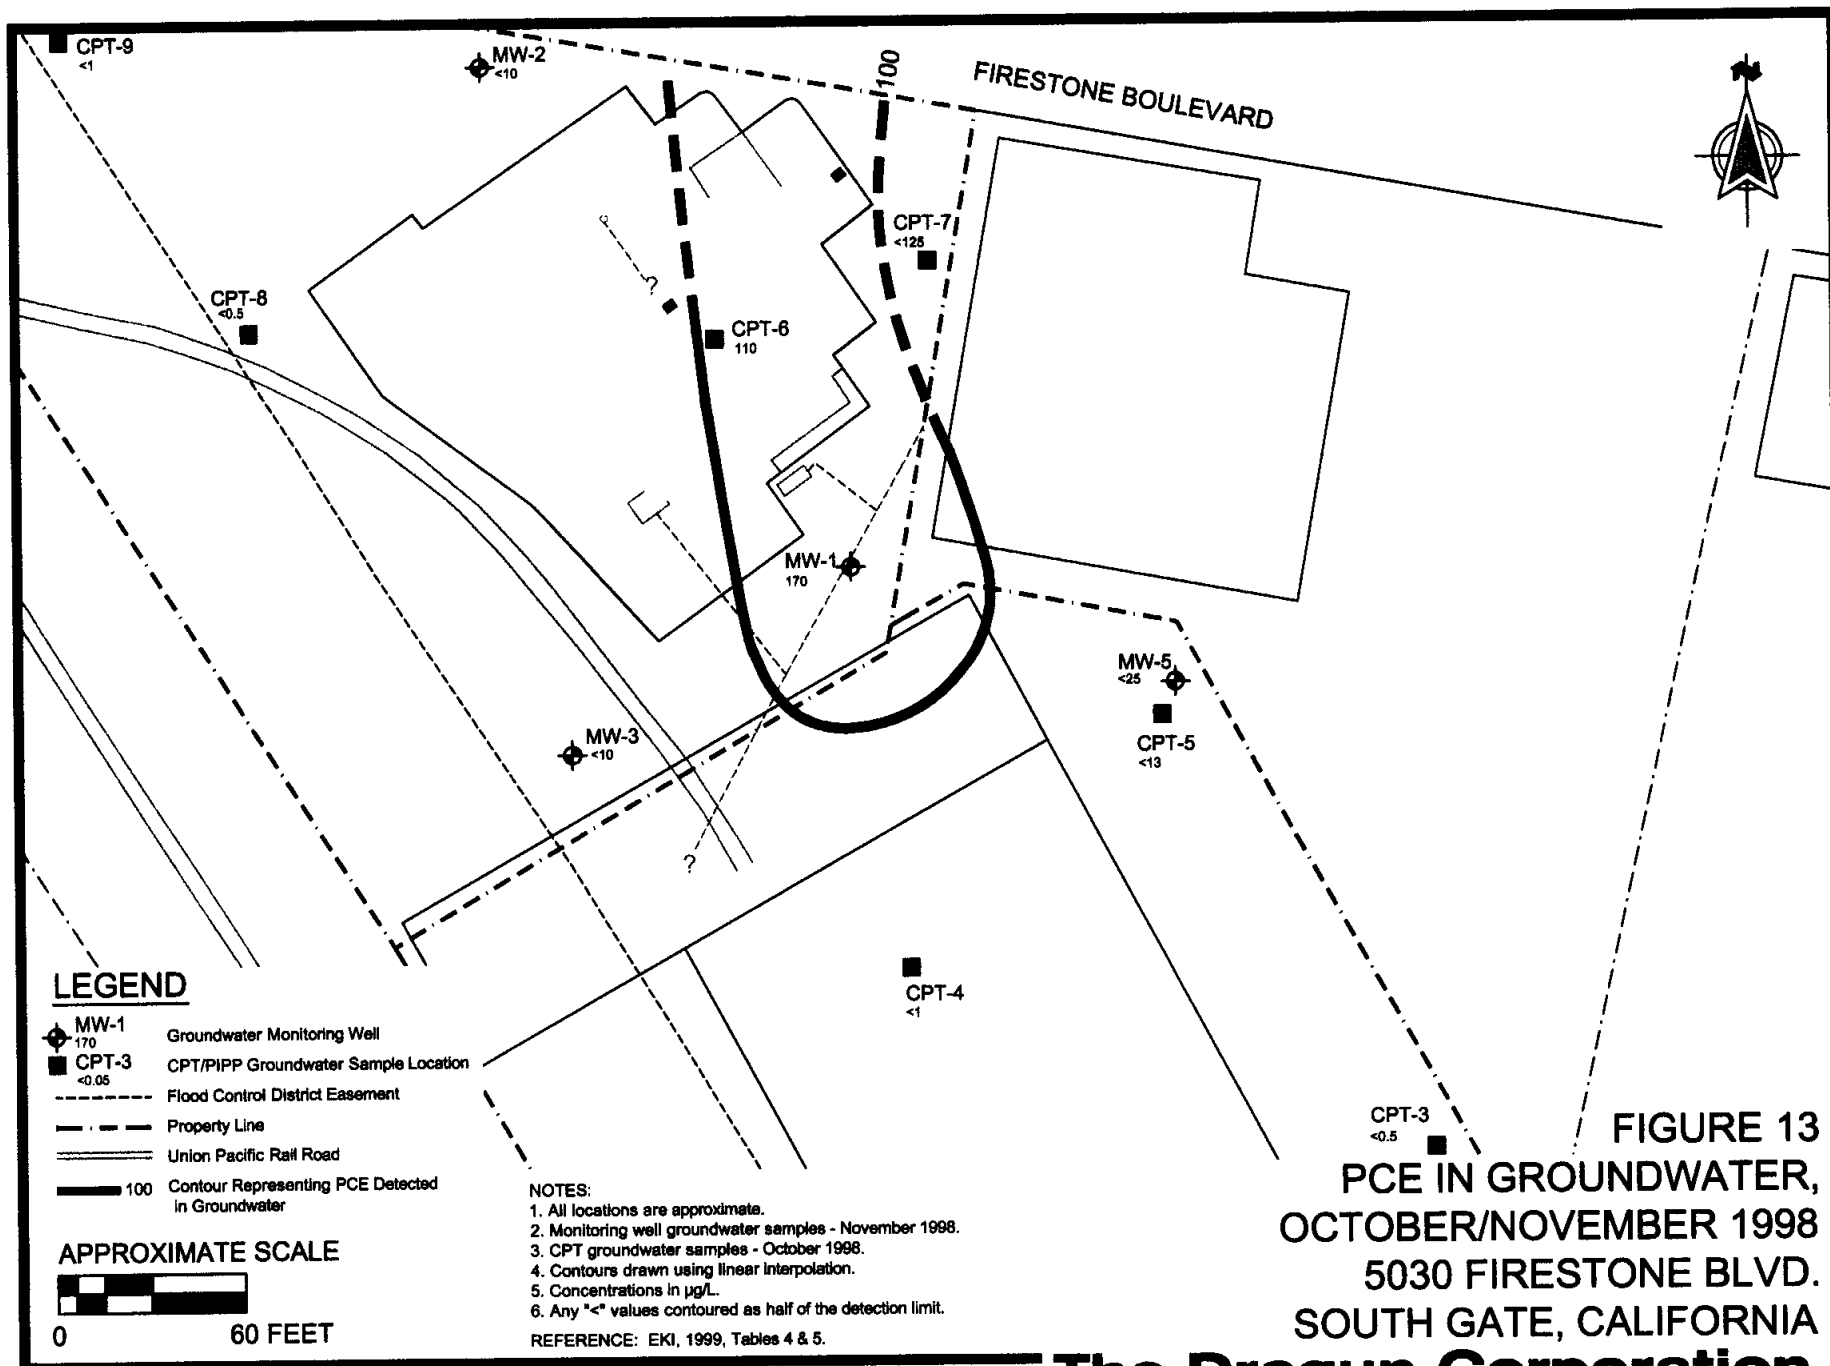 CPT-9
<1
MW-2
<10
100
FIRESTONE BOULEVARD
N
CPT-7
<125
CPT-8
<0.5
?
CPT-6
110
MW-1
170
MW-5
<25
CPT-5
<13
MW-3
<10
?
CPT-4
<1
CPT-3
<0.5
LEGEND
MW-1
170
Groundwater Monitoring Well
CPT-3
<0.05
CPT/PIPP Groundwater Sample Location
Flood Control District Easement
Property Line
Union Pacific Rail Road
100 Contour Representing PCE Detected
in Groundwater
APPROXIMATE SCALE
0 60 FEET
NOTES:
1. All locations are approximate.
2. Monitoring well groundwater samples - November 1998.
3. CPT groundwater samples - October 1998.
4. Contours drawn using linear interpolation.
5. Concentrations in µg/L.
6. Any "<" values contoured as half of the detection limit.
REFERENCE: EKI, 1999, Tables 4 & 5.
FIGURE 13
PCE IN GROUNDWATER,
OCTOBER/NOVEMBER 1998
5030 FIRESTONE BLVD.
SOUTH GATE, CALIFORNIA
The Dragun Corporation